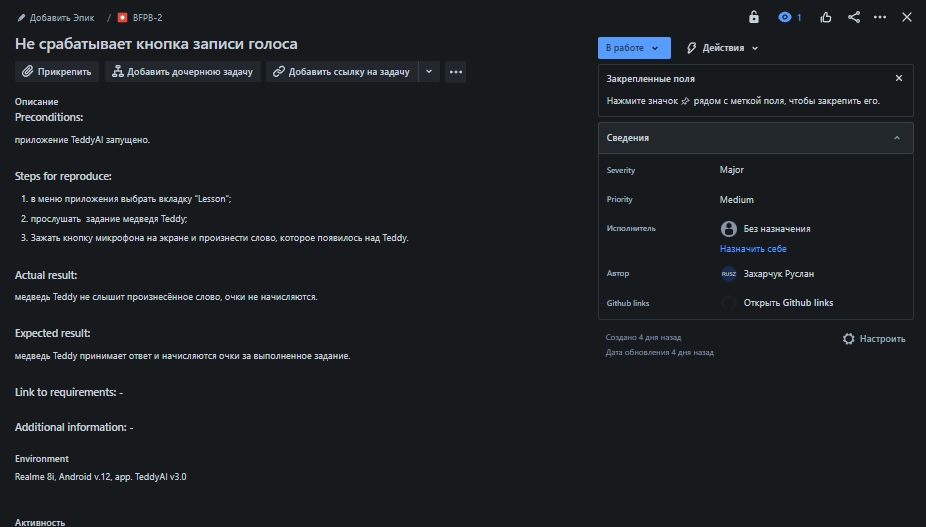 Добавить Эпик / BFPB-2
1
Не срабатывает кнопка записи голоса
Прикрепить Добавить дочернюю задачу Добавить ссылку на задачу
Описание
Preconditions:
приложение TeddyAI запущено.
Steps for reproduce:
1. в меню приложения выбрать вкладку "Lesson";
2. прослушать задание медведя Teddy;
3. Зажать кнопку микрофона на экране и произнести слово, которое появилось над Teddy.
Actual result:
медведь Teddy не слышит произнесённое слово, очки не начисляются.
Expected result:
медведь Teddy принимает ответ и начисляются очки за выполненное задание.
Link to requirements: -
Additional information: -
Environment
Realme 8i, Android v.12, app. TeddyAI v3.0
Активность
В работе Действия
Закрепленные поля
Нажмите значок рядом с меткой поля, чтобы закрепить его.
Сведения
Severity Major
Priority Medium
Исполнитель Без назначения
Назначить себе
Автор RUSZ Захарчук Руслан
Github links Открыть Github links
Создано 4 дня назад
Дата обновления 4 дня назад
Настроить